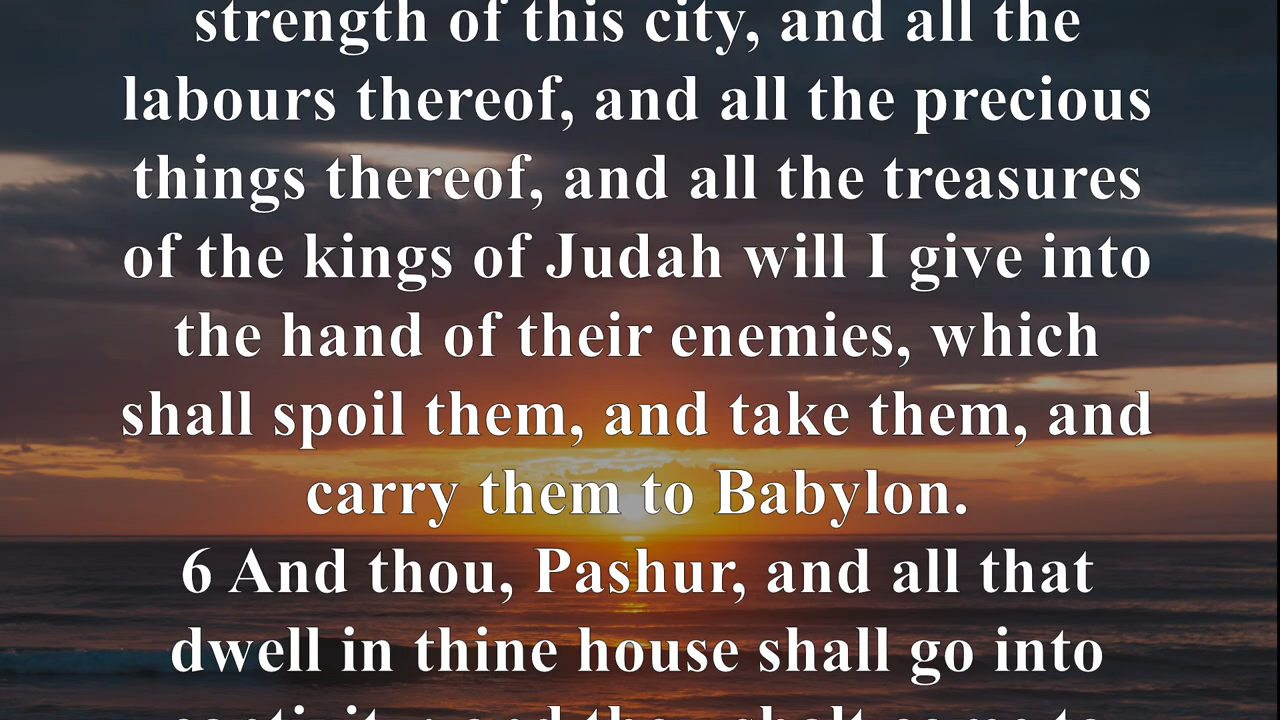 strength of this city, and all the
labours thereof, and all the precious
things thereof, and all the treasures
of the kings of Judah will I give into
the hand of their enemies, which
shall spoil them, and take them, and
carry them to Babylon.
6 And thou, Pashur, and all that
dwell in thine house shall go into